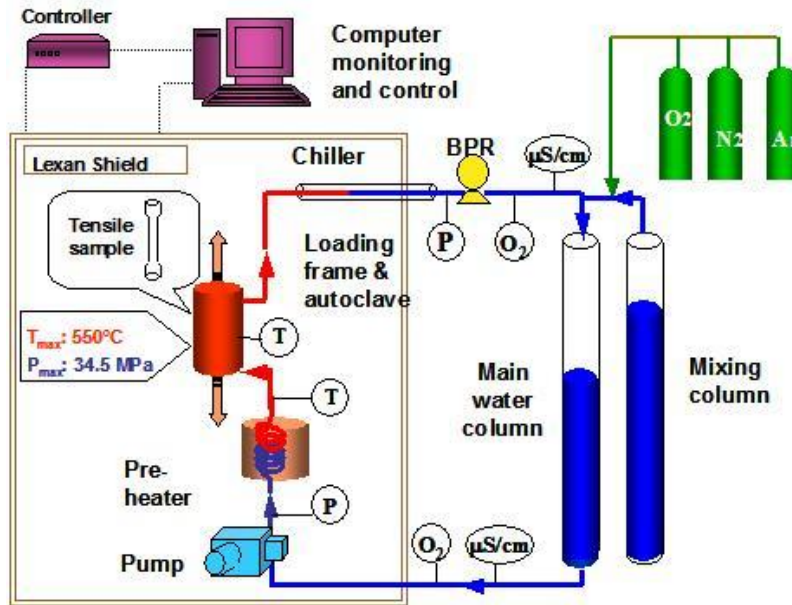 Controller
Computer
monitoring
and control
O2
N2
Lexan Shield
Chiller
BPR
µS/cm
Tensile
sample
P
O2
Loading
frame &
autoclave
Tmax: 550°C
Pmax: 34.5 MPa
T
T
Main
water
column
Mixing
column
Pre-
heater
P
Pump
O2
µS/cm